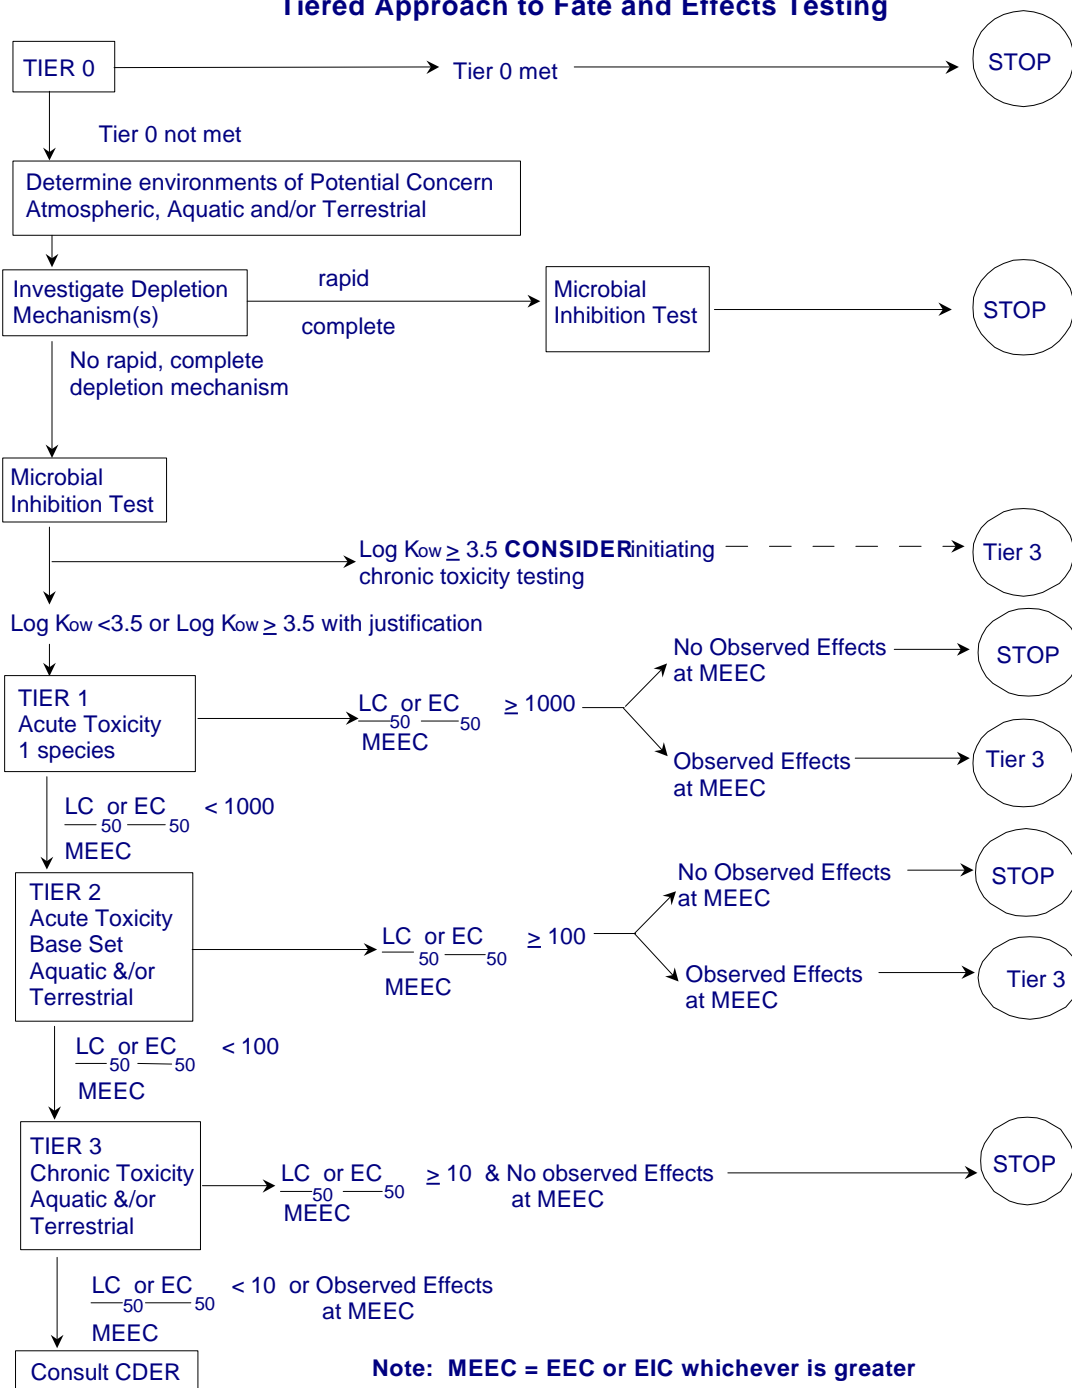 Tiered Approach to Fate and Effects Testing
TIER 0
Tier 0 met
STOP
Tier 0 not met
Determine environments of Potential Concern
Atmospheric, Aquatic and/or Terrestrial
Investigate Depletion
Mechanism(s)
rapid
complete
Microbial
Inhibition Test
STOP
No rapid, complete
depletion mechanism
Microbial
Inhibition Test
Log Kow ≥ 3.5 CONSIDER initiating
chronic toxicity testing
Tier 3
Log Kow <3.5 or Log Kow ≥ 3.5 with justification
TIER 1
Acute Toxicity
1 species
LC50 or EC50 ≥ 1000
MEEC
No Observed Effects
at MEEC
STOP
Observed Effects
at MEEC
Tier 3
LC50 or EC50 < 1000
MEEC
TIER 2
Acute Toxicity
Base Set
Aquatic &/or
Terrestrial
LC50 or EC50 ≥ 100
MEEC
No Observed Effects
at MEEC
STOP
Observed Effects
at MEEC
Tier 3
LC50 or EC50 < 100
MEEC
TIER 3
Chronic Toxicity
Aquatic &/or
Terrestrial
LC50 or EC50 ≥ 10 & No observed Effects
MEEC at MEEC
STOP
LC50 or EC50 < 10 or Observed Effects
MEEC at MEEC
Consult CDER
Note: MEEC = EEC or EIC whichever is greater